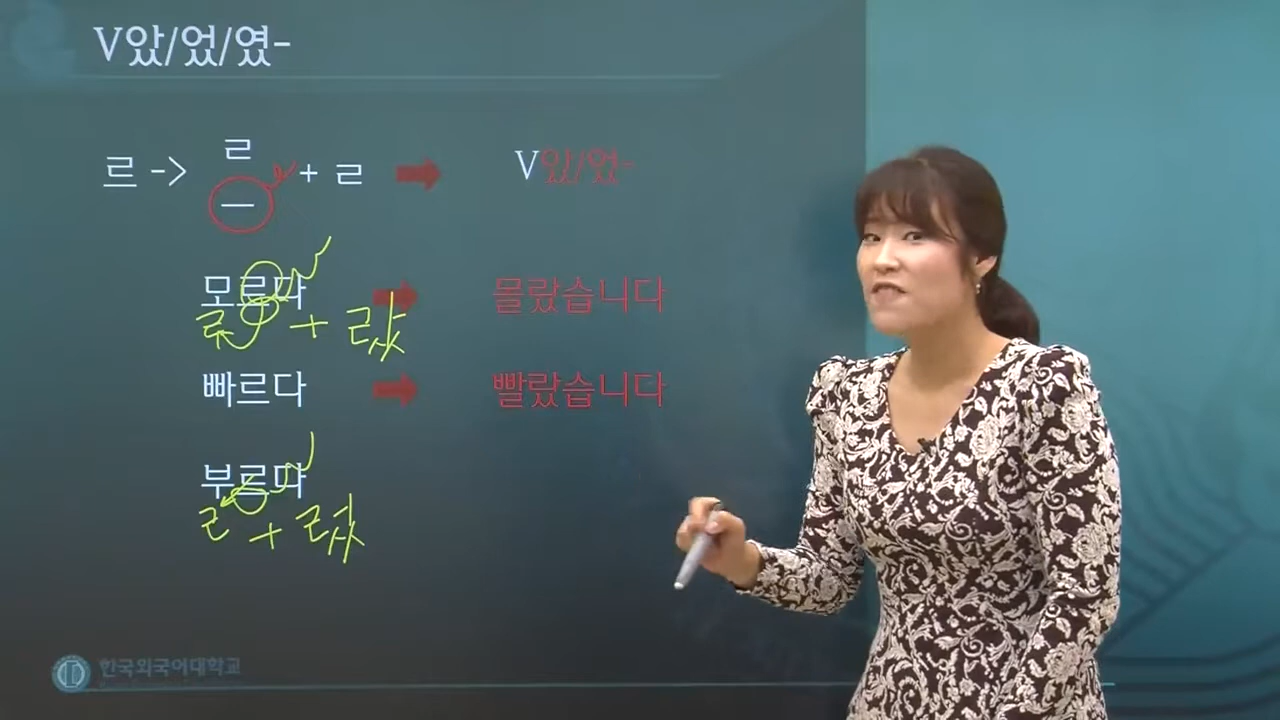 V았/었/였-
르 -> ㄹ ㅡ + ㄹ V았/었-
모르다 몰랐습니다
ㄹ + 랐
빠르다 빨랐습니다
부르다
ㄹ + 렀
한국외국어대학교